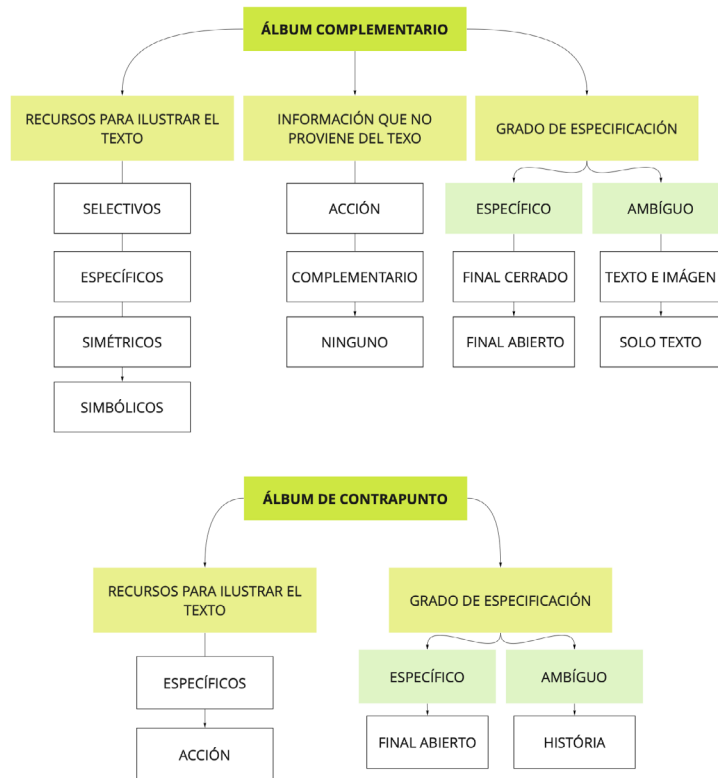 ÁLBUM COMPLEMENTARIO
RECURSOS PARA ILUSTRAR EL
TEXTO
INFORMACIÓN QUE NO
PROVIENE DEL TEXO
GRADO DE ESPECIFICACIÓN
SELECTIVOS
ACCIÓN
ESPECÍFICO
AMBÍGUO
ESPECÍFICOS
COMPLEMENTARIO
FINAL CERRADO
TEXTO E IMÁGEN
SIMÉTRICOS
NINGUNO
FINAL ABIERTO
SOLO TEXTO
SIMBÓLICOS
ÁLBUM DE CONTRAPUNTO
RECURSOS PARA ILUSTRAR EL
TEXTO
GRADO DE ESPECIFICACIÓN
ESPECÍFICOS
ESPECÍFICO
AMBÍGUO
ACCIÓN
FINAL ABIERTO
HISTÓRIA